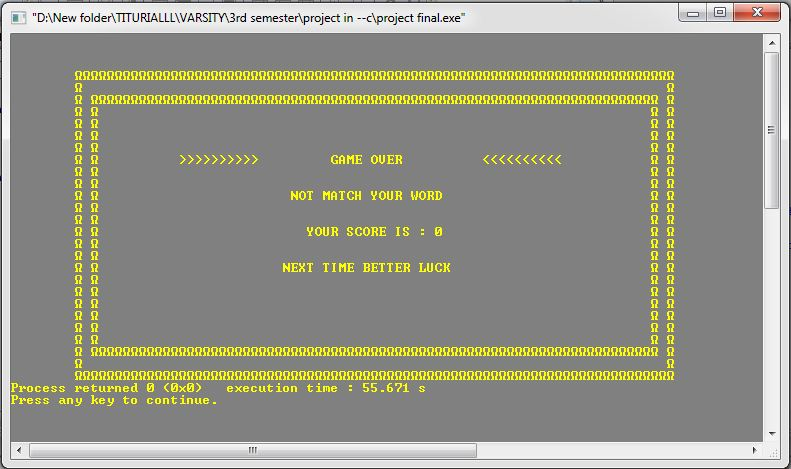 "D:\New folder\TITURIALLL\VARSITY\3rd semester\project in --c\project final.exe"
>>>>>>>>>> GAME OVER <<<<<<<<<<
NOT MATCH YOUR WORD
YOUR SCORE IS : 0
NEXT TIME BETTER LUCK
Process returned 0 (0x0) execution time : 55.671 s
Press any key to continue.